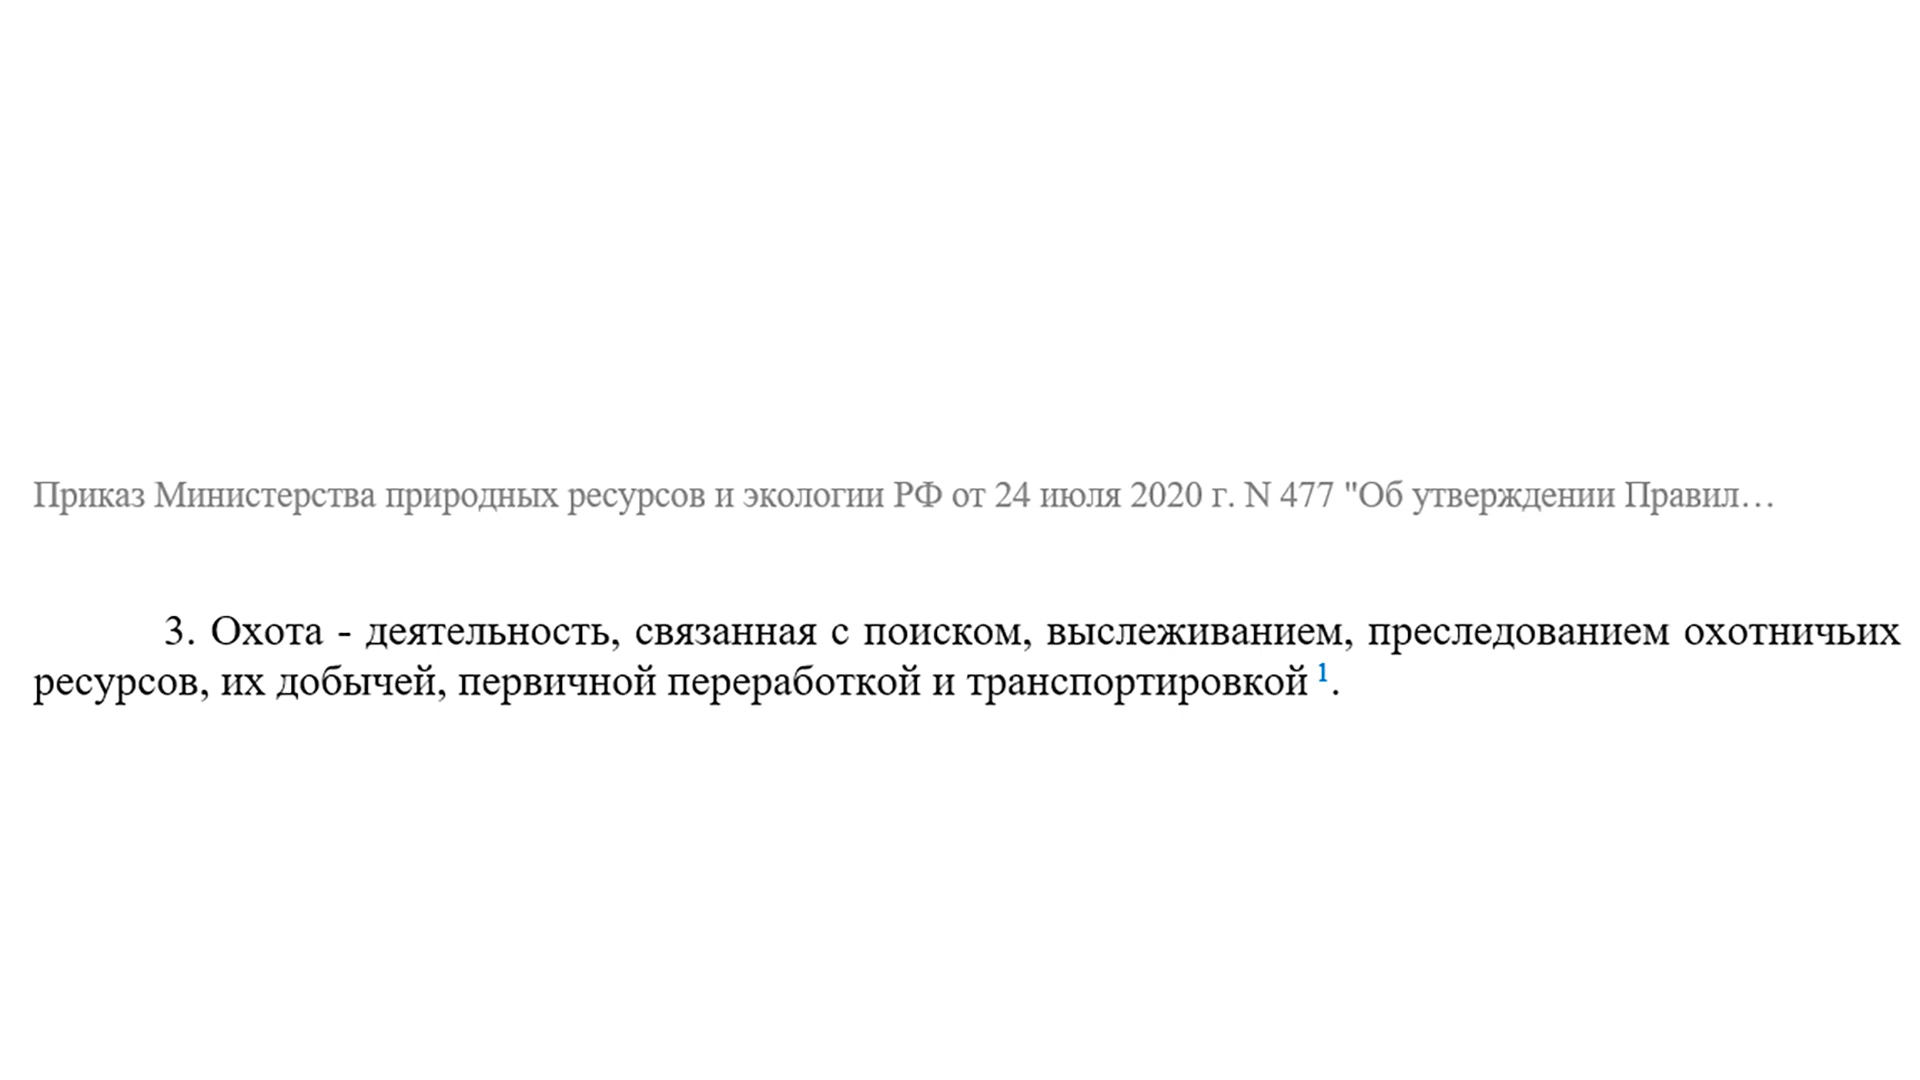 Приказ Министерства природных ресурсов и экологии РФ от 24 июля 2020 г. N 477 "Об утверждении Правил…
3. Охота - деятельность, связанная с поиском, выслеживанием, преследованием охотничьих
ресурсов, их добычей, первичной переработкой и транспортировкой ¹.